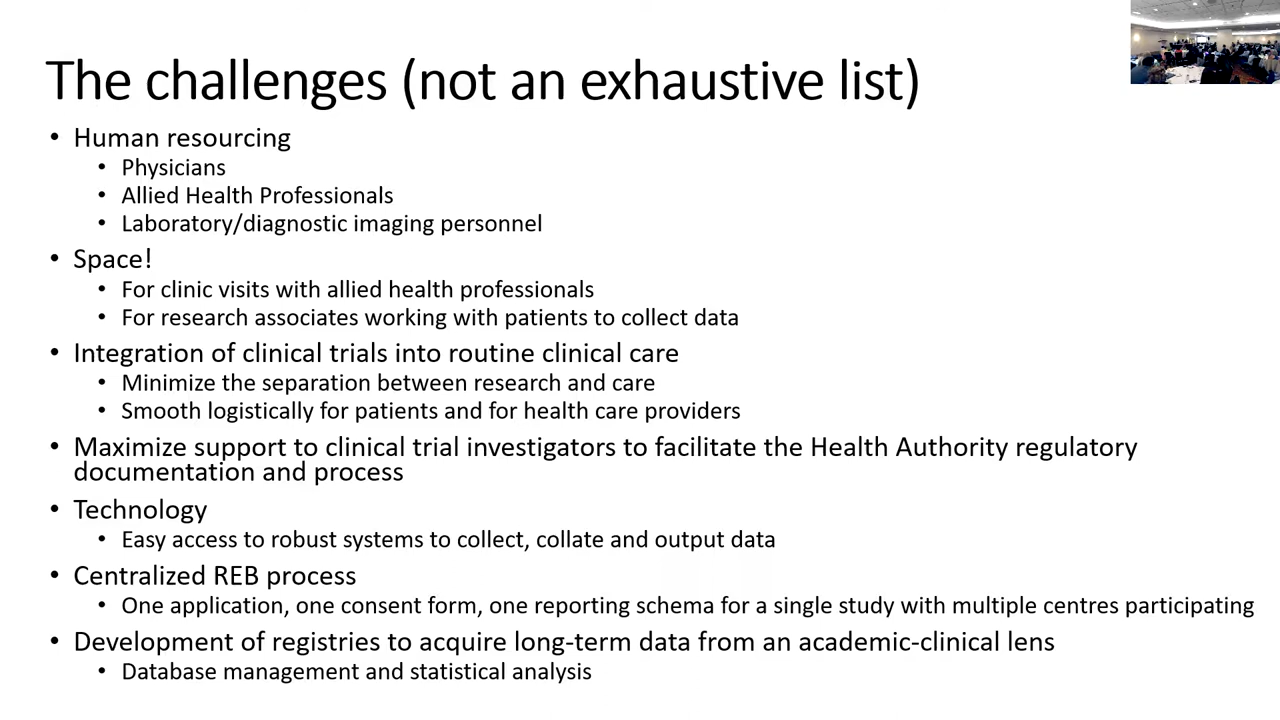 The challenges (not an exhaustive list)
• Human resourcing
• Physicians
• Allied Health Professionals
• Laboratory/diagnostic imaging personnel
• Space!
• For clinic visits with allied health professionals
• For research associates working with patients to collect data
• Integration of clinical trials into routine clinical care
• Minimize the separation between research and care
• Smooth logistically for patients and for health care providers
• Maximize support to clinical trial investigators to facilitate the Health Authority regulatory
documentation and process
• Technology
• Easy access to robust systems to collect, collate and output data
• Centralized REB process
• One application, one consent form, one reporting schema for a single study with multiple centres participating
• Development of registries to acquire long-term data from an academic-clinical lens
• Database management and statistical analysis